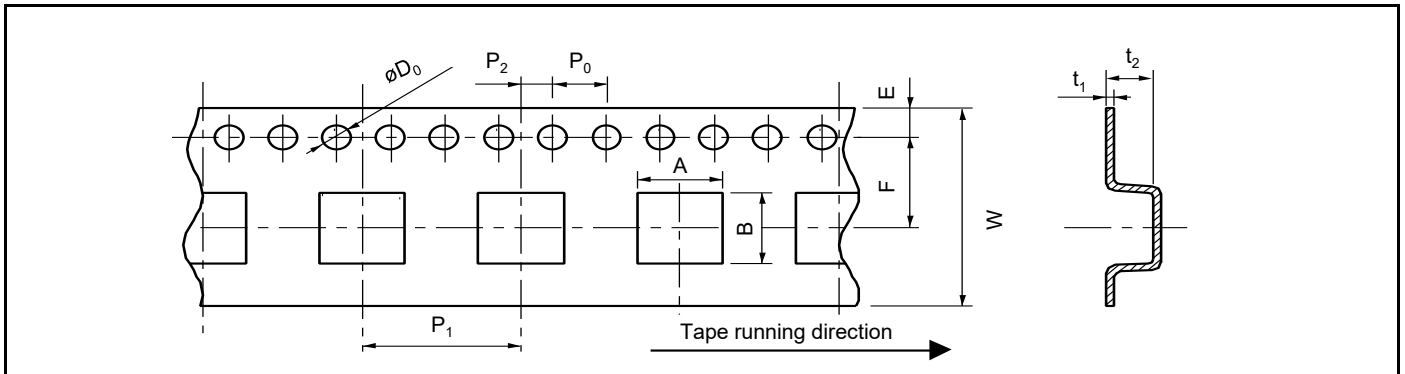 øD₀
P₂
P₀
E
t₁
t₂
A
F
B
W
P₁
Tape running direction